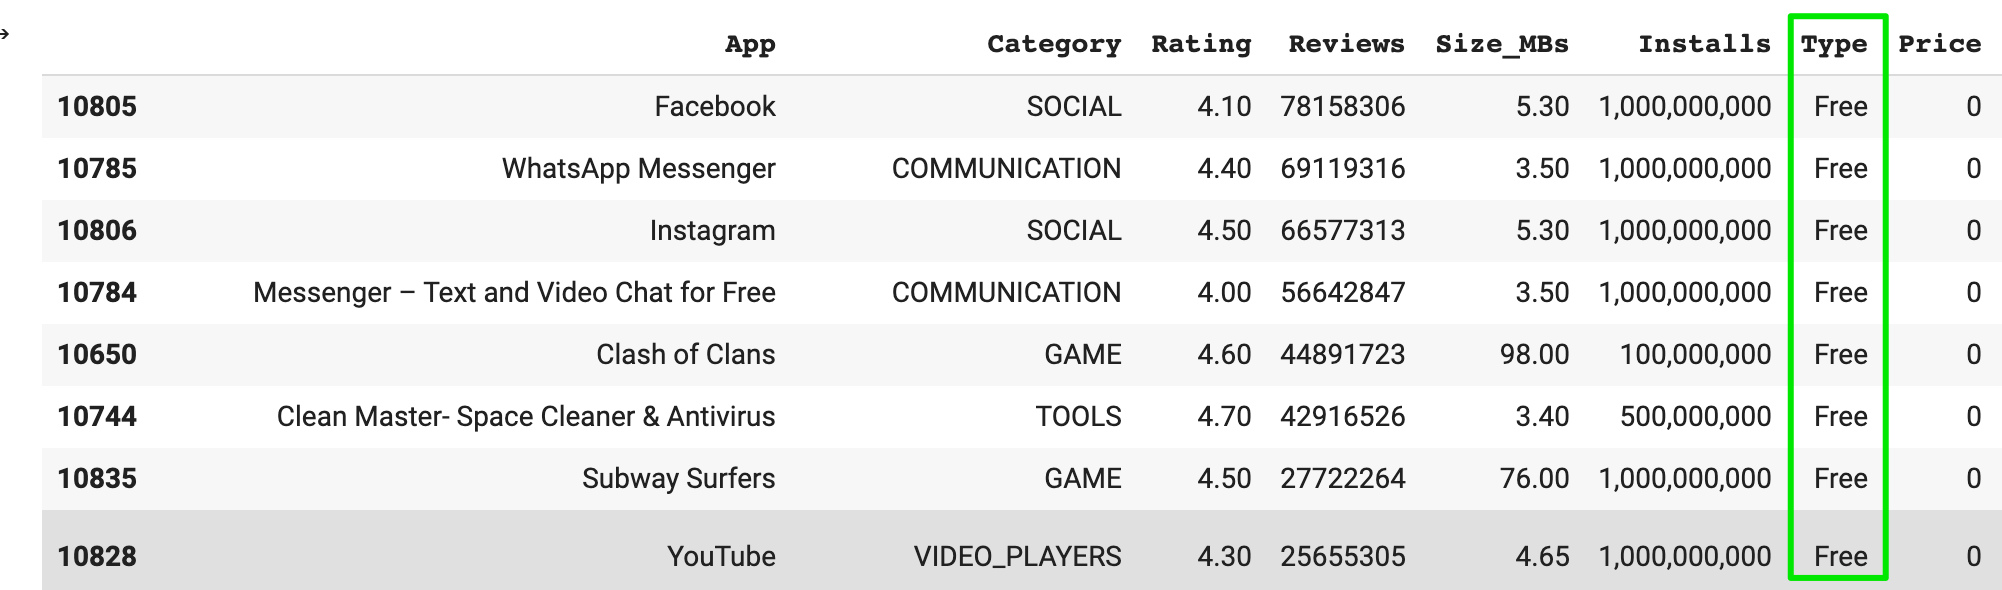 App Category Rating Reviews Size_MBs Installs Type Price
10805 Facebook SOCIAL 4.10 78158306 5.30 1,000,000,000 Free 0
10785 WhatsApp Messenger COMMUNICATION 4.40 69119316 3.50 1,000,000,000 Free 0
10806 Instagram SOCIAL 4.50 66577313 5.30 1,000,000,000 Free 0
10784 Messenger – Text and Video Chat for Free COMMUNICATION 4.00 56642847 3.50 1,000,000,000 Free 0
10650 Clash of Clans GAME 4.60 44891723 98.00 100,000,000 Free 0
10744 Clean Master- Space Cleaner & Antivirus TOOLS 4.70 42916526 3.40 500,000,000 Free 0
10835 Subway Surfers GAME 4.50 27722264 76.00 1,000,000,000 Free 0
10828 YouTube VIDEO_PLAYERS 4.30 25655305 4.65 1,000,000,000 Free 0